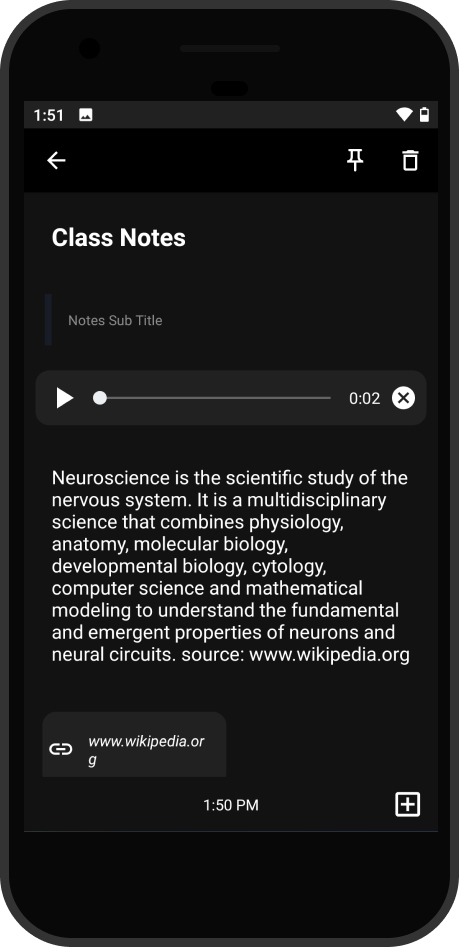 1:51
Class Notes
Notes Sub Title
0:02
Neuroscience is the scientific study of the
nervous system. It is a multidisciplinary
science that combines physiology,
anatomy, molecular biology,
developmental biology, cytology,
computer science and mathematical
modeling to understand the fundamental
and emergent properties of neurons and
neural circuits. source: www.wikipedia.org
www.wikipedia.or
g
1:50 PM